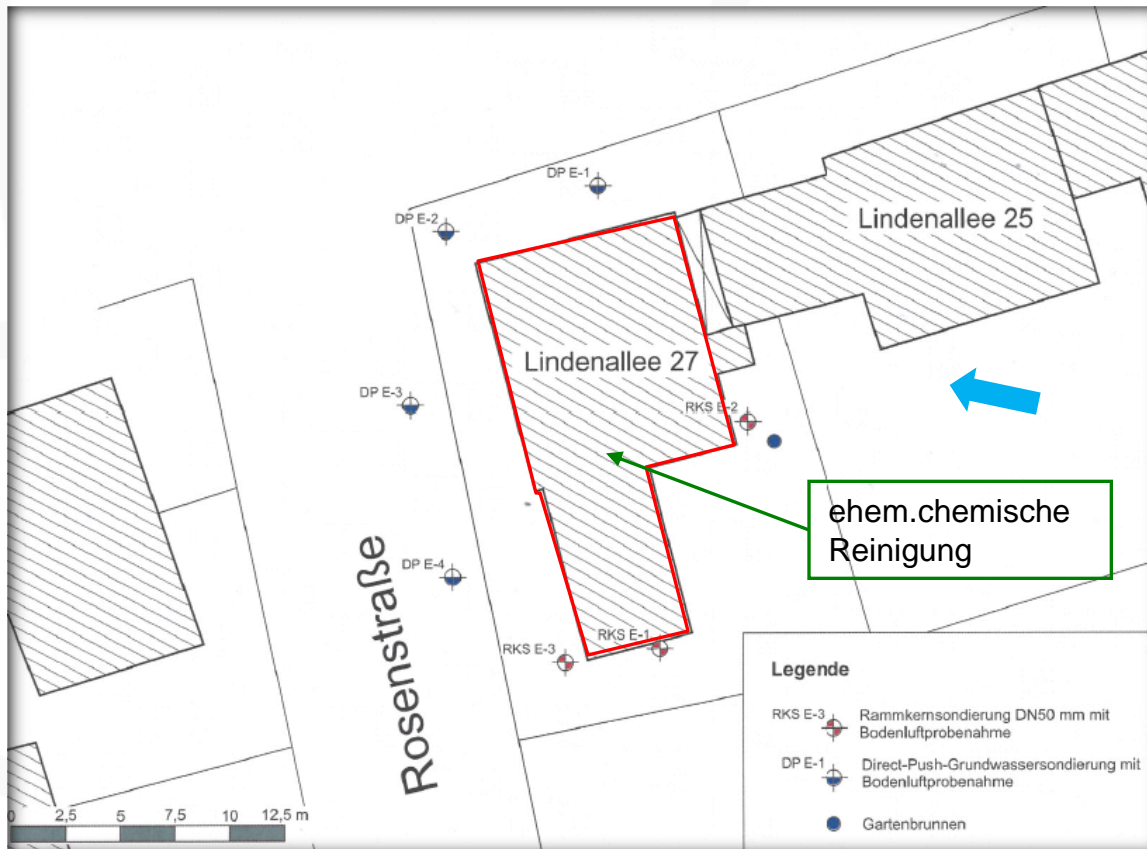 DP E-1
DP E-2
Lindenallee 25
Lindenallee 27
DP E-3
RKS E-2
ehem.chemische
Reinigung
DP E-4
Rosenstraße
RKS E-1
RKS E-3
Legende
RKS E-3 Rammkernsondierung DN50 mm mit
Bodenluftprobenahme
DP E-1 Direct-Push-Grundwassersondierung mit
Bodenluftprobenahme
Gartenbrunnen
0 2,5 5 7,5 10 12,5 m